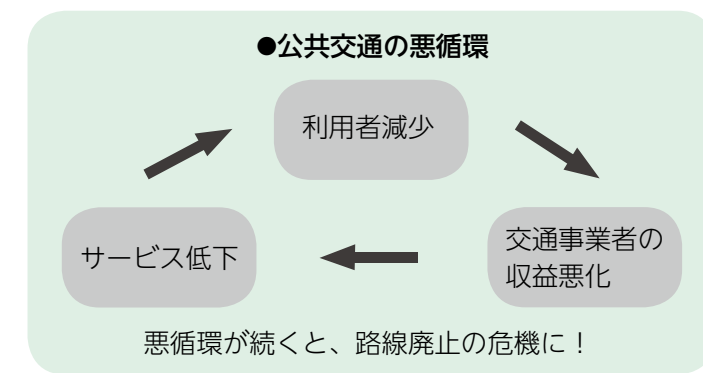 ●公共交通の悪循環
利用者減少
交通事業者の
収益悪化
サービス低下
悪循環が続くと、路線廃止の危機に！